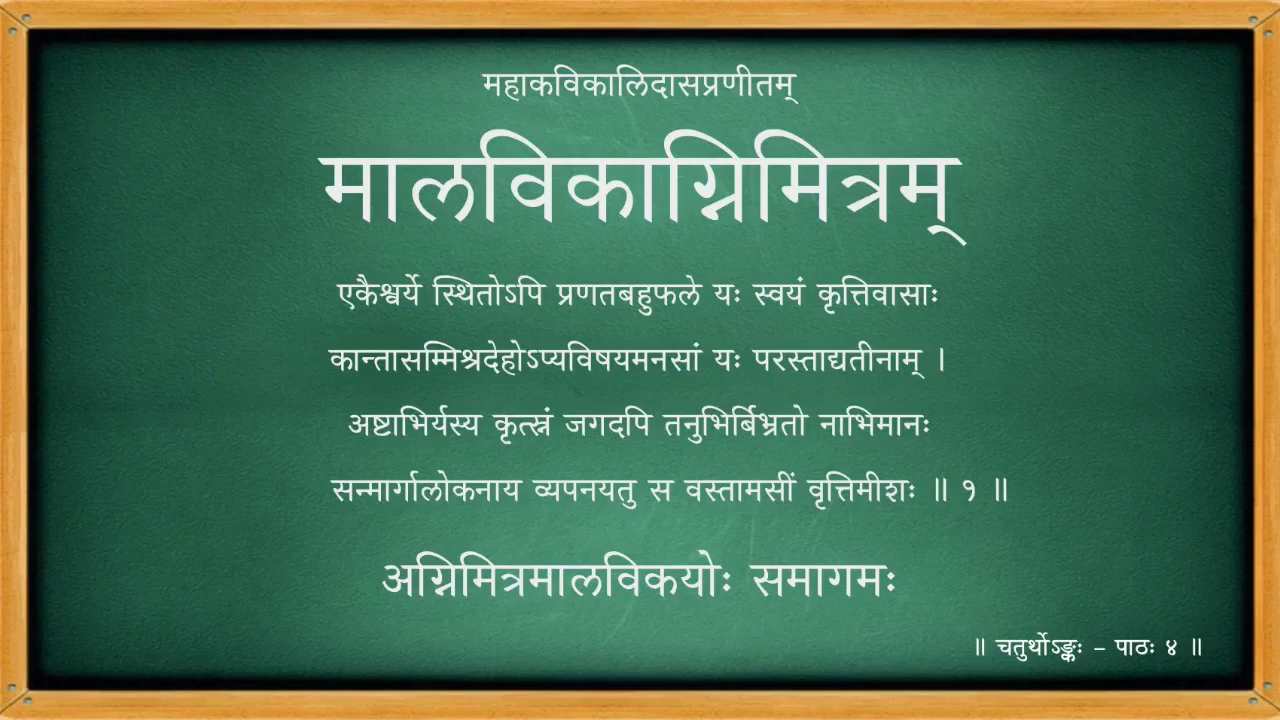 महाकविकालिदासप्रणीतम्
मालविकाग्निमित्रम्
एकैश्वर्ये स्थितोऽपि प्रणतबहुफले यः स्वयं कृत्तिवासाः
कान्तासम्मिश्रदेहोऽप्यविषयमनसां यः परस्ताद्यतीनाम् ।
अष्टाभिर्यस्य कृत्स्नं जगदपि तनुभिर्बिभ्रतो नाभिमानः
सन्मार्गालोकनाय व्यपनयतु स वस्तामसीं वृत्तिमीशः ॥ १ ॥
अग्निमित्रमालविकयोः समागमः
॥ चतुर्थोऽङ्कः – पाठः ४ ॥